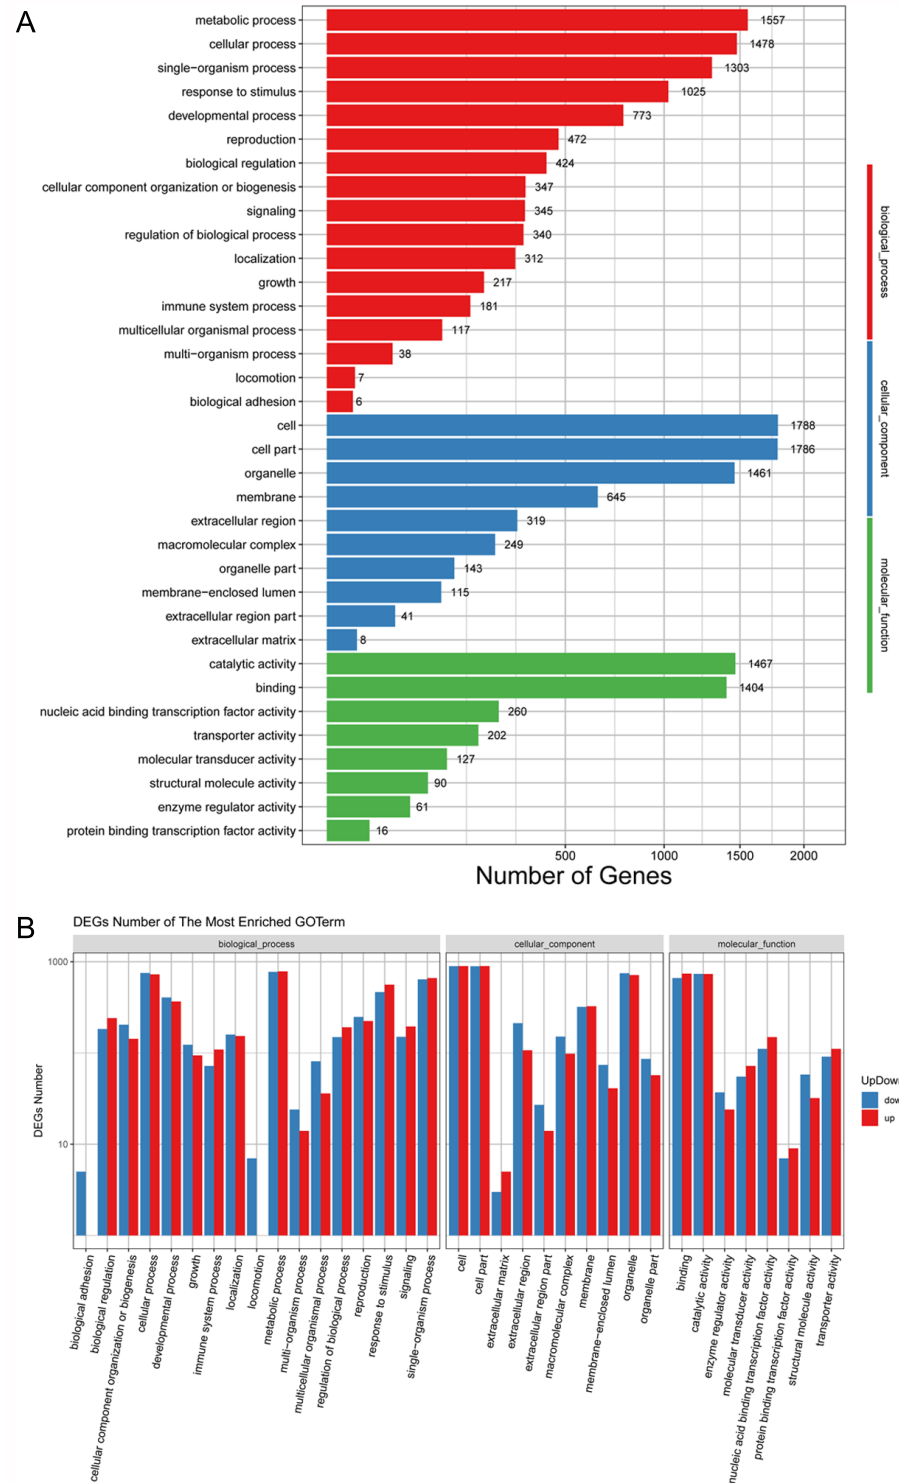 A
metabolic process 1557
cellular process 1478
single-organism process 1303
response to stimulus 1025
developmental process 773
reproduction 472
biological regulation 424
cellular component organization or biogenesis 347
signaling 345
regulation of biological process 340
localization 312
growth 217
immune system process 181
multicellular organismal process 117
multi-organism process 38
locomotion 7
biological adhesion 6
cell 1788
cell part 1786
organelle 1461
membrane 645
extracellular region 319
macromolecular complex 249
organelle part 143
membrane-enclosed lumen 115
extracellular region part 41
extracellular matrix 8
catalytic activity 1467
binding 1404
nucleic acid binding transcription factor activity 260
transporter activity 202
molecular transducer activity 127
structural molecule activity 90
enzyme regulator activity 61
protein binding transcription factor activity 16
500 1000 1500 2000
Number of Genes
biological_process
cellular_component
molecular_function
B
DEGs Number of The Most Enriched GOTerm
biological_process cellular_component molecular_function
1000
10
DEGs Number
UpDown
down
up
biological adhesion
biological regulation
cellular component organization or biogenesis
cellular process
developmental process
growth
immune system process
localization
locomotion
metabolic process
multi-organism process
multicellular organismal process
regulation of biological process
reproduction
response to stimulus
signaling
single-organism process
cell
cell part
extracellular matrix
extracellular region
extracellular region part
macromolecular complex
membrane
membrane-enclosed lumen
organelle
organelle part
binding
catalytic activity
enzyme regulator activity
molecular transducer activity
nucleic acid binding transcription factor activity
protein binding transcription factor activity
structural molecule activity
transporter activity